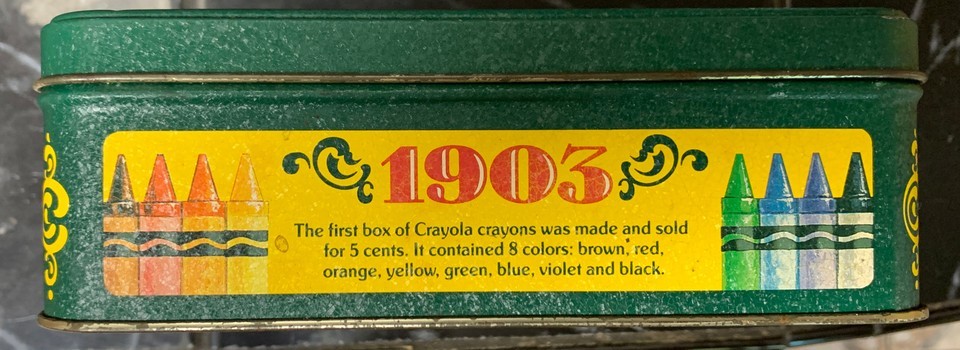 1903
The first box of Crayola crayons was made and sold
for 5 cents. It contained 8 colors: brown, red,
orange, yellow, green, blue, violet and black.